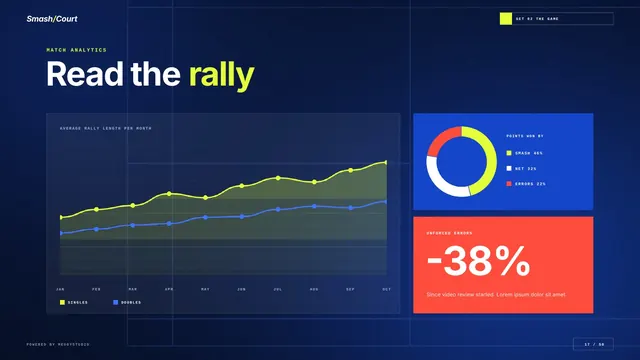 Smash/Court
SET 02 THE GAME
MATCH ANALYTICS
Read the rally
AVERAGE RALLY LENGTH PER MONTH
JAN FEB MAR APR MAY JUN JUL AUG SEP OCT
SINGLES DOUBLES
POINTS WON BY
SMASH 46%
NET 32%
ERRORS 22%
UNFORCED ERRORS
-38%
Since video review started. Lorem ipsum dolor sit amet.
POWERED BY
17 / 50